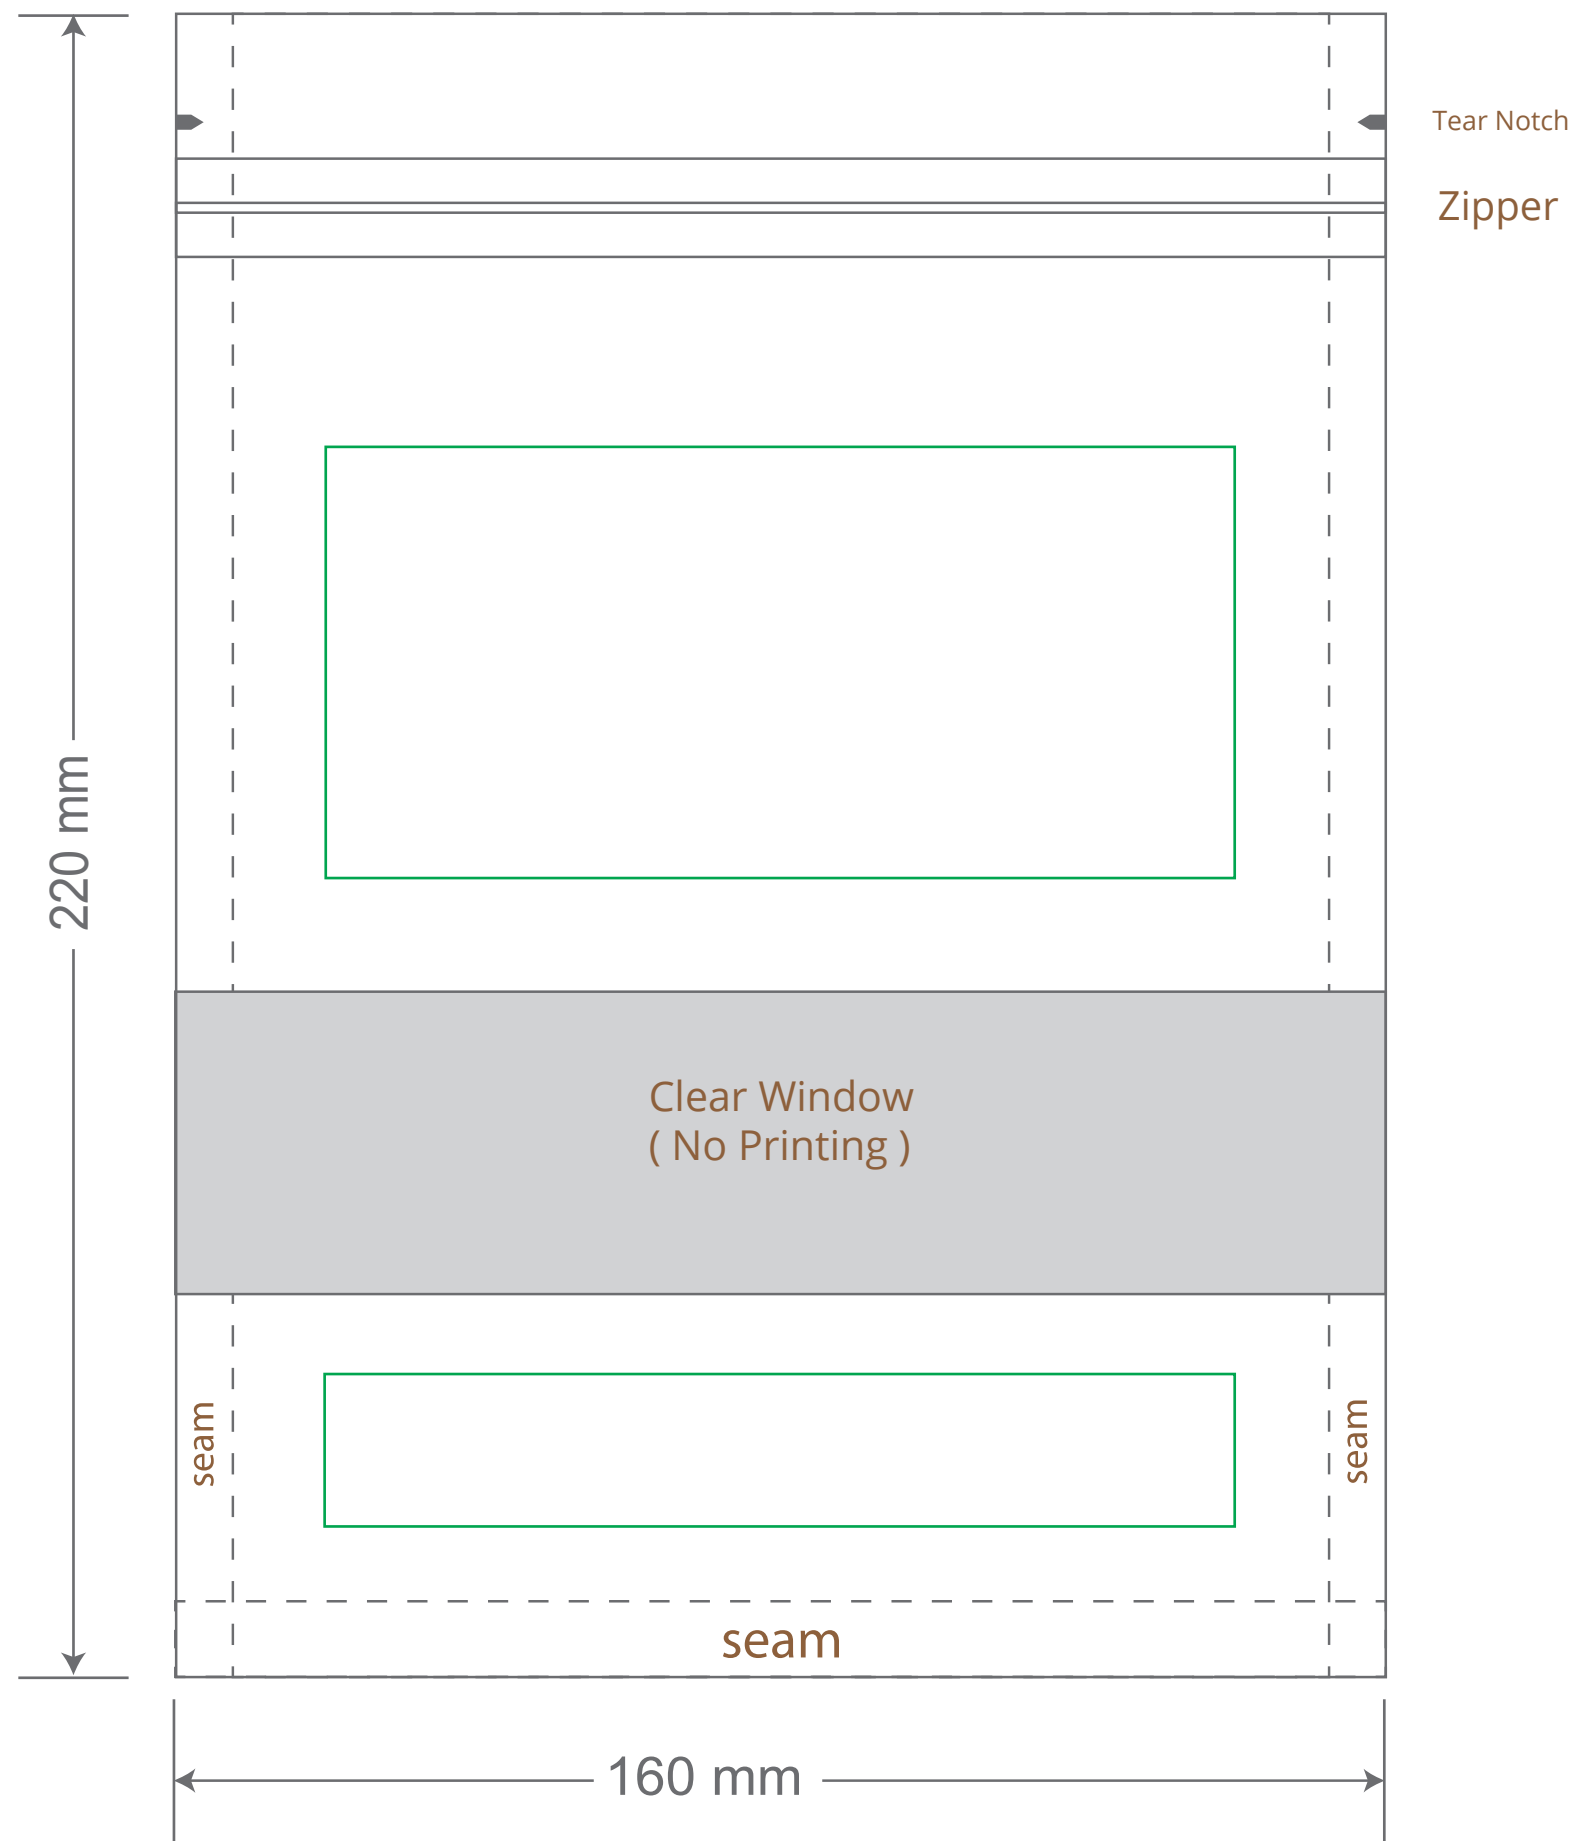 Tear Notch
Zipper
220 mm
Clear Window
( No Printing )
seam
seam
seam
160 mm